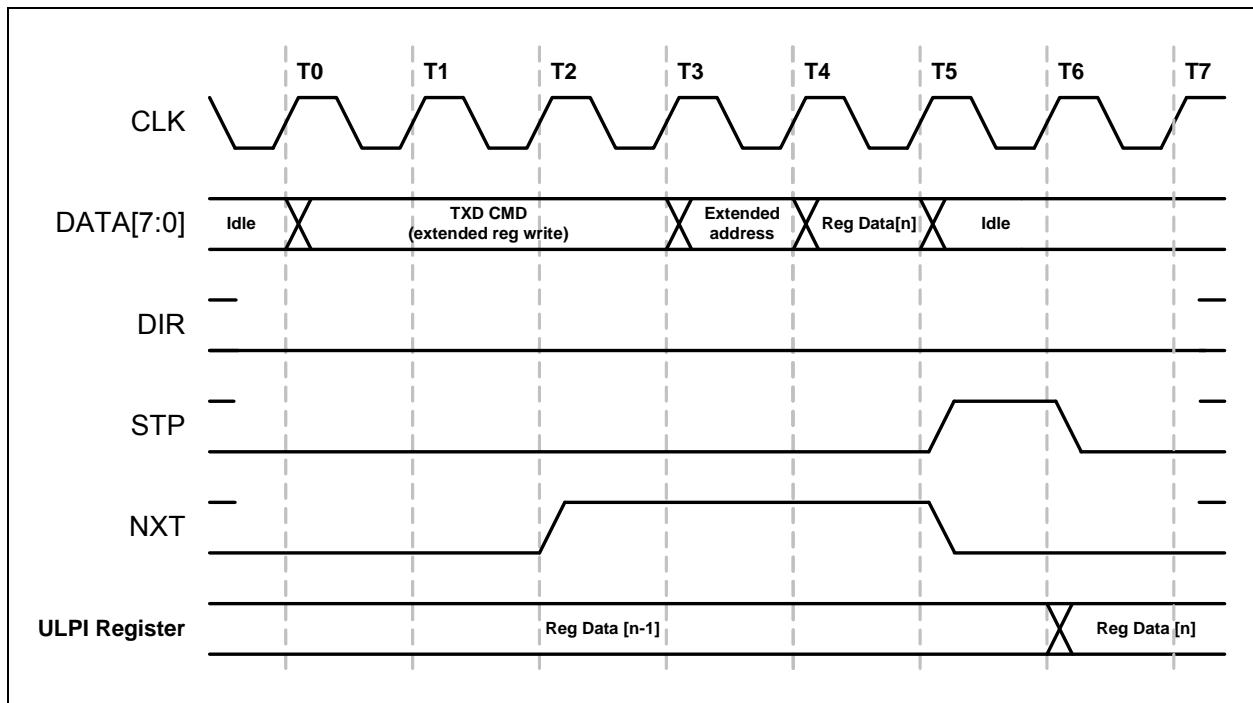 T0 T1 T2 T3 T4 T5 T6 T7
CLK
DATA[7:0]
Idle
TXD CMD
(extended reg write)
Extended
address
Reg Data[n]
Idle
DIR
STP
NXT
ULPI Register
Reg Data [n-1]
Reg Data [n]